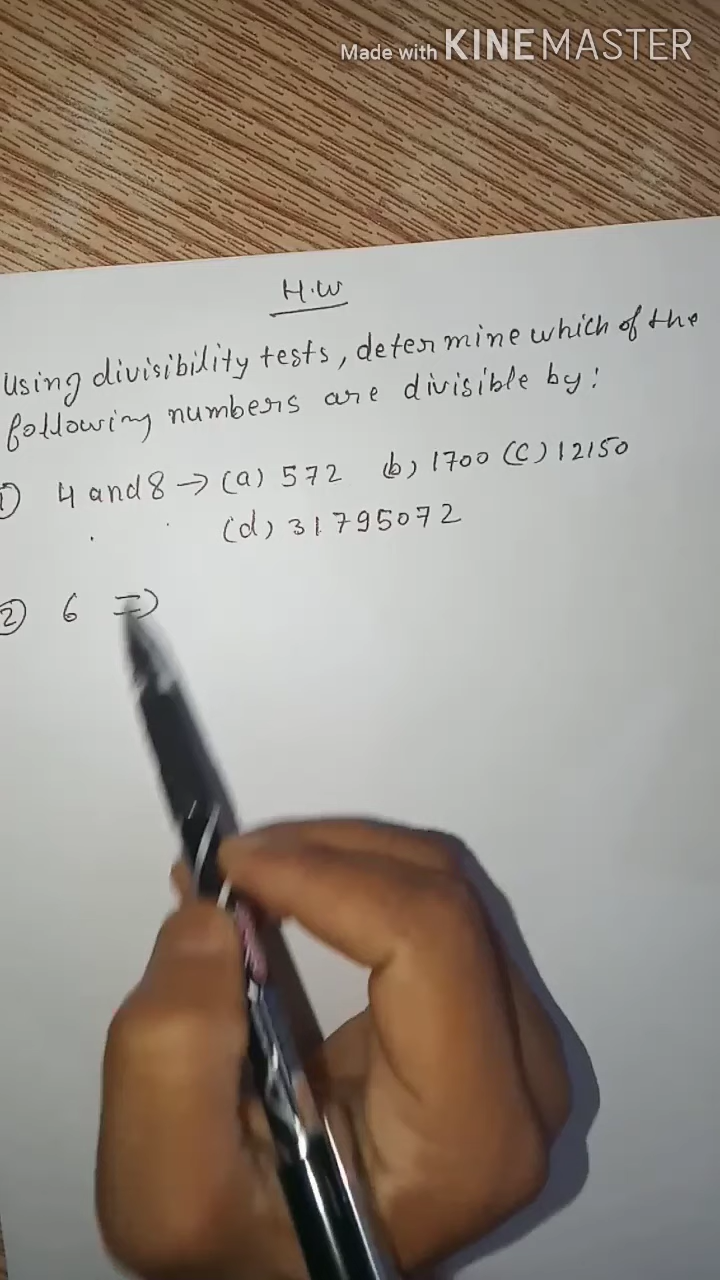 Made with KINEMASTER
H.W
Using divisibility tests, determine which of the
following numbers are divisible by:
① 4 and 8 → (a) 572 (b) 1700 (c) 12150
(d) 31795072
② 6 ⇒